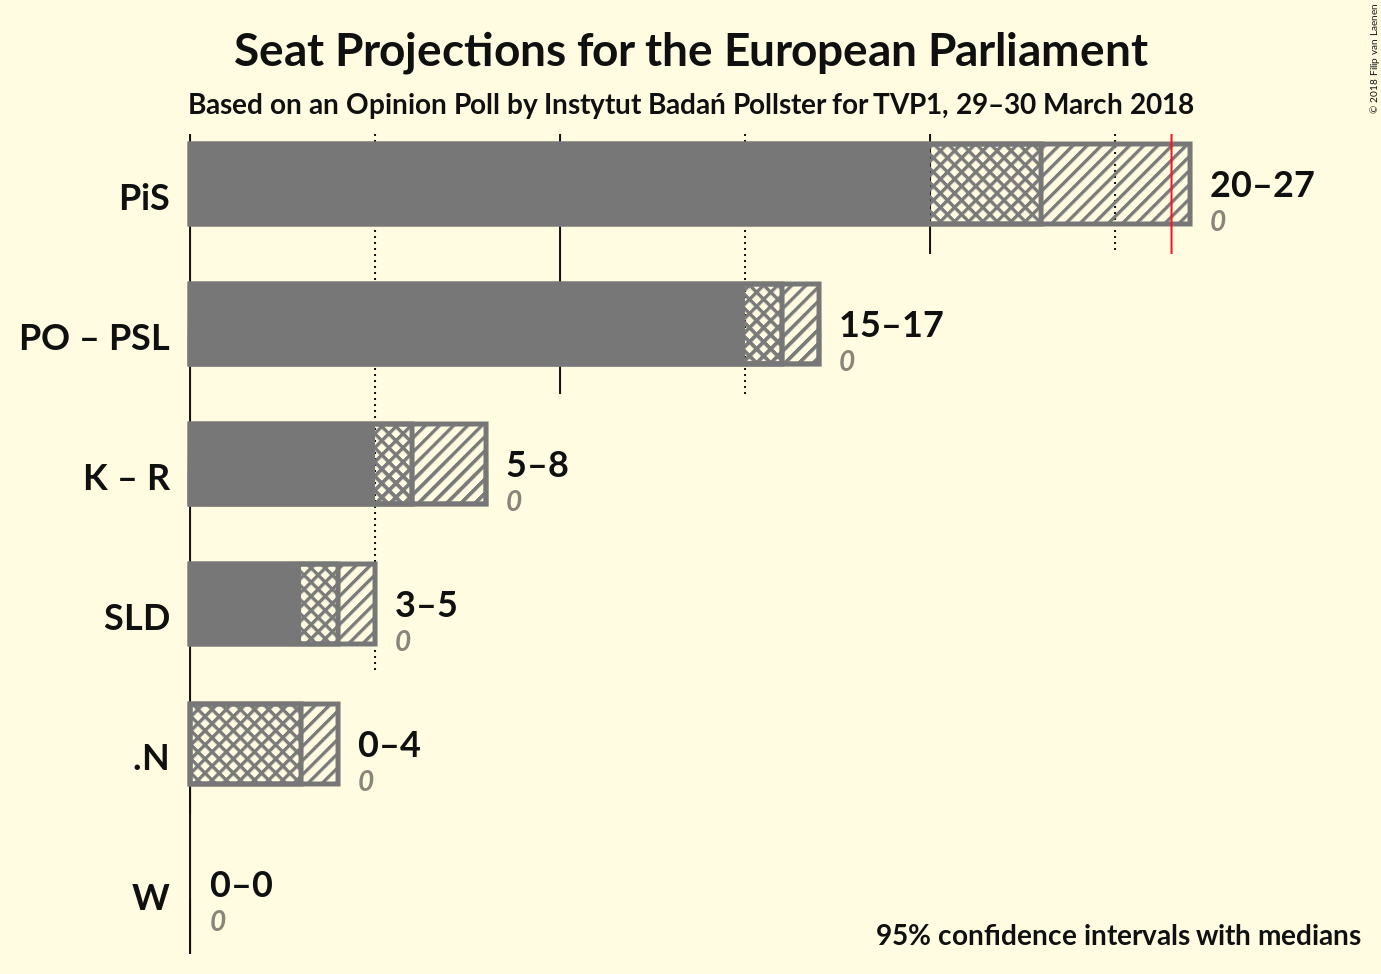 Seat Projections for the European Parliament
Based on an Opinion Poll by Instytut Badań Pollster for TVP1, 29–30 March 2018
© 2018 Filip van Laenen
PiS
20–27
0
PO – PSL
15–17
0
K – R
5–8
0
SLD
3–5
0
.N
0–4
0
W
0–0
0
95% confidence intervals with medians